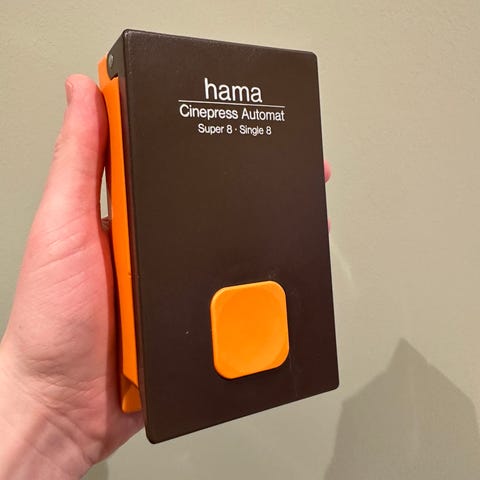 hama
Cinepress Automat
Super 8 · Single 8